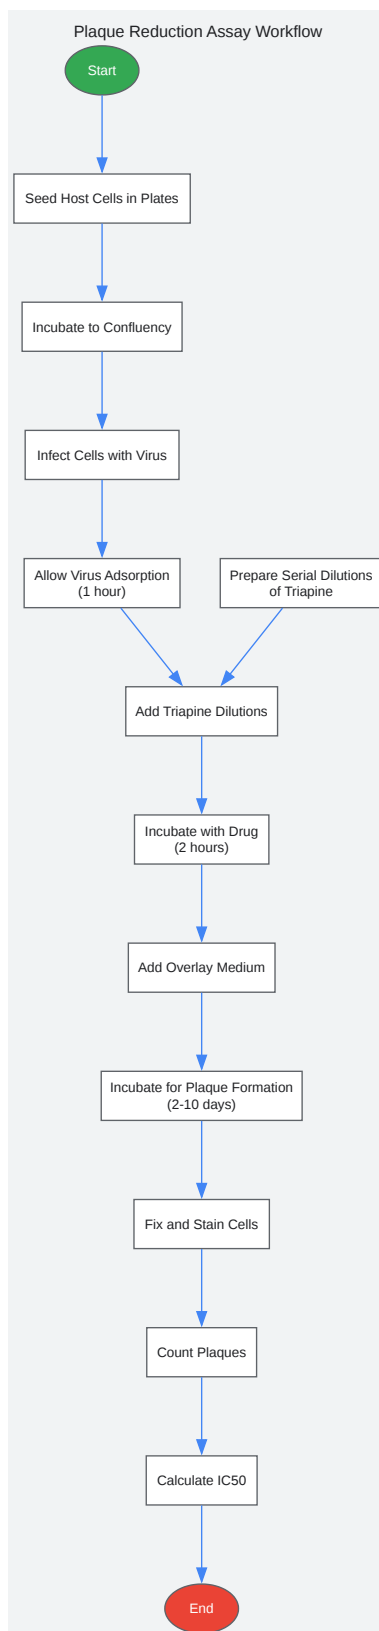 Plaque Reduction Assay Workflow
Start
Seed Host Cells in Plates
Incubate to Confluency
Infect Cells with Virus
Allow Virus Adsorption
(1 hour)
Prepare Serial Dilutions
of Triapine
Add Triapine Dilutions
Incubate with Drug
(2 hours)
Add Overlay Medium
Incubate for Plaque Formation
(2-10 days)
Fix and Stain Cells
Count Plaques
Calculate IC50
End